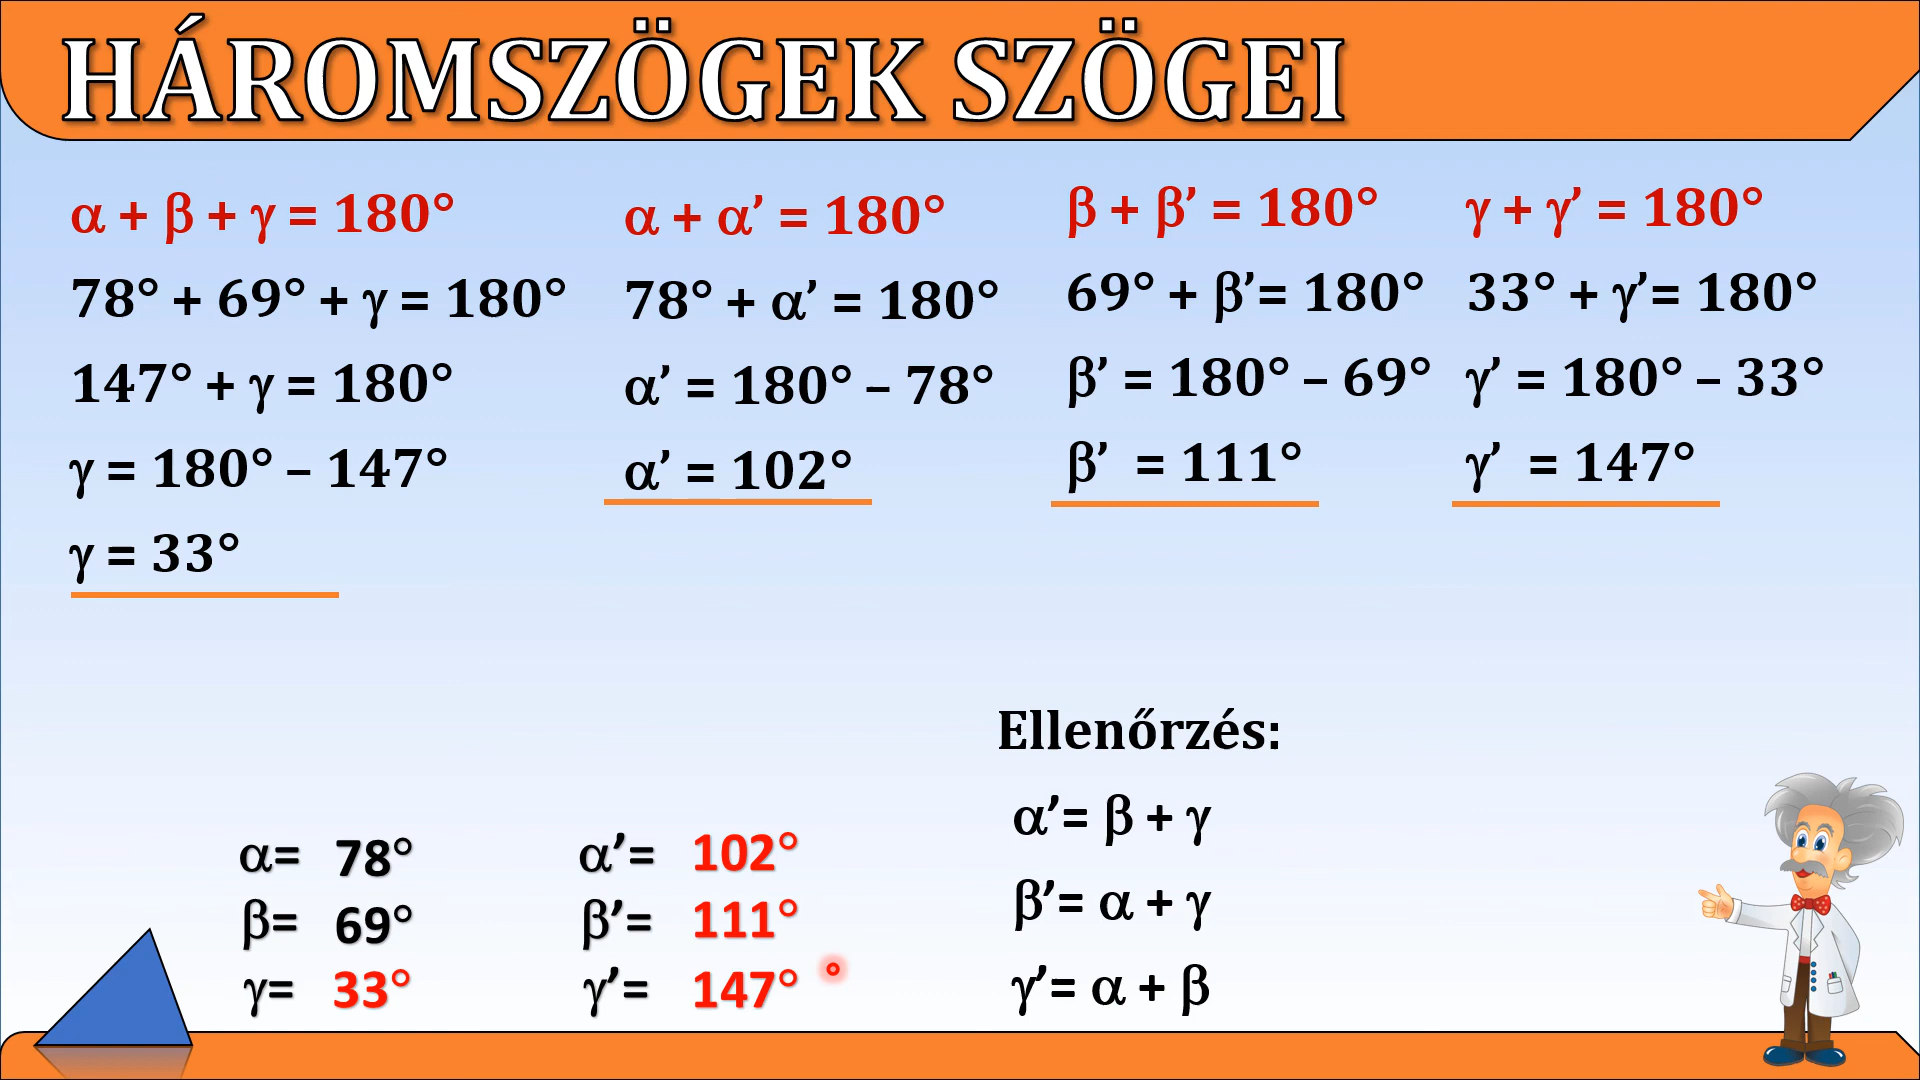 HÁROMSZÖGEK SZÖGEI
α + β + γ = 180°
78° + 69° + γ = 180°
147° + γ = 180°
γ = 180° – 147°
γ = 33°
α + α’ = 180°
78° + α’ = 180°
α’ = 180° – 78°
α’ = 102°
β + β’ = 180°
69° + β’= 180°
β’ = 180° – 69°
β’ = 111°
γ + γ’ = 180°
33° + γ’= 180°
γ’ = 180° – 33°
γ’ = 147°
α= 78°
β= 69°
γ= 33°
α’= 102°
β’= 111°
γ’= 147°
Ellenőrzés:
α’= β + γ
β’= α + γ
γ’= α + β